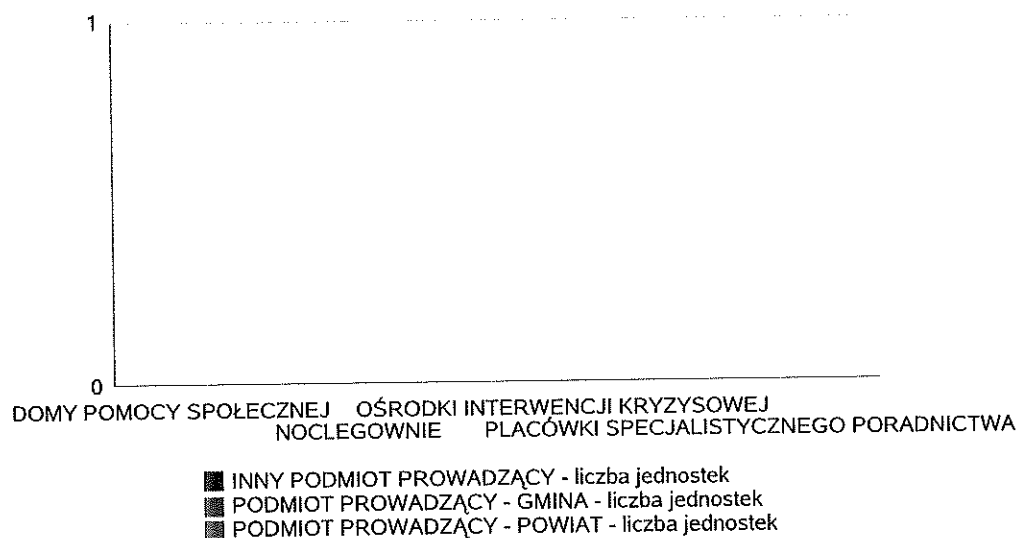 1
0
DOMY POMOCY SPOŁECZNEJ OŚRODKI INTERWENCJI KRYZYSOWEJ
NOCLEGOWNIE PLACÓWKI SPECJALISTYCZNEGO PORADNICTWA
INNY PODMIOT PROWADZĄCY - liczba jednostek
PODMIOT PROWADZĄCY - GMINA - liczba jednostek
PODMIOT PROWADZĄCY - POWIAT - liczba jednostek